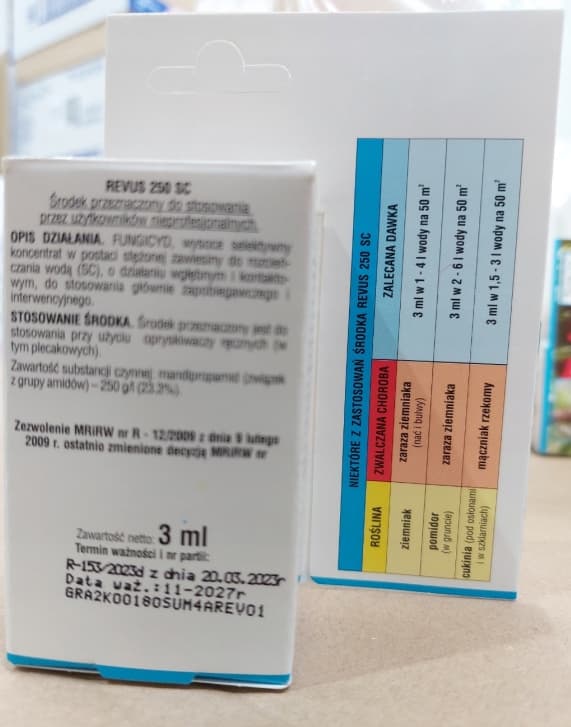 REVUS 250 SC
Środek przeznaczony do stosowania
przez użytkowników nieprofesjonalnych.
OPIS DZIAŁANIA. FUNGICYD, wysoce selektywny
koncentrat w postaci stężonej zawiesiny do rozcień-
czania wodą (SC), o działaniu wgłębnym i kontakto-
wym, do stosowania głównie zapobiegawczego i
interwencyjnego.
STOSOWANIE ŚRODKA. Środek przeznaczony jest do
stosowania przy użyciu opryskiwaczy ręcznych (w
tym plecakowych).
Zawartość substancji czynnej: mandipropamid (związek
z grupy amidów) – 250 g/l (23,3%).
Zezwolenie MRiRW nr R - 12/2009 z dnia 9 lutego
2009 r. ostatnio zmienione decyzją MRiRW nr
Zawartość netto: 3 ml
Termin ważności i nr partii:
R-153/2023d z dnia 20.03.2023r
Data waż.:11-2027r
GRA2K00180SUM4AREV01
NIEKTÓRE Z ZASTOSOWAŃ ŚRODKA REVUS 250 SC
ROŚLINA ZWALCZANA CHOROBA ZALECANA DAWKA
ziemniak zaraza ziemniaka (nać i bulwy) 3 ml w 1 - 4 l wody na 50 m²
pomidor (w gruncie) zaraza ziemniaka 3 ml w 2 - 6 l wody na 50 m²
cukinia (pod osłonami i w szklarniach) mączniak rzekomy 3 ml w 1,5 - 3 l wody na 50 m²